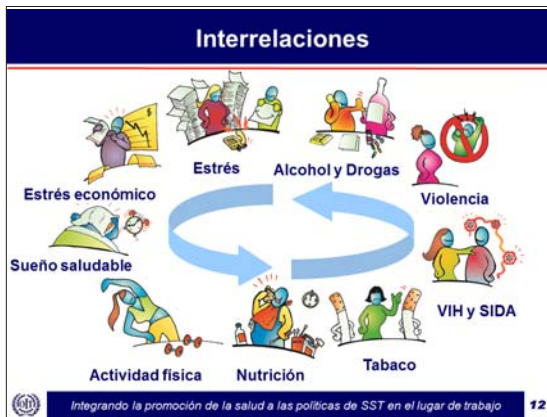 Interrelaciones
$
Estrés
Alcohol y Drogas
Estrés económico
Violencia
Sueño saludable
VIH y SIDA
Tabaco
Actividad física
Nutrición
Integrando la promoción de la salud a las políticas de SST en el lugar de trabajo
12